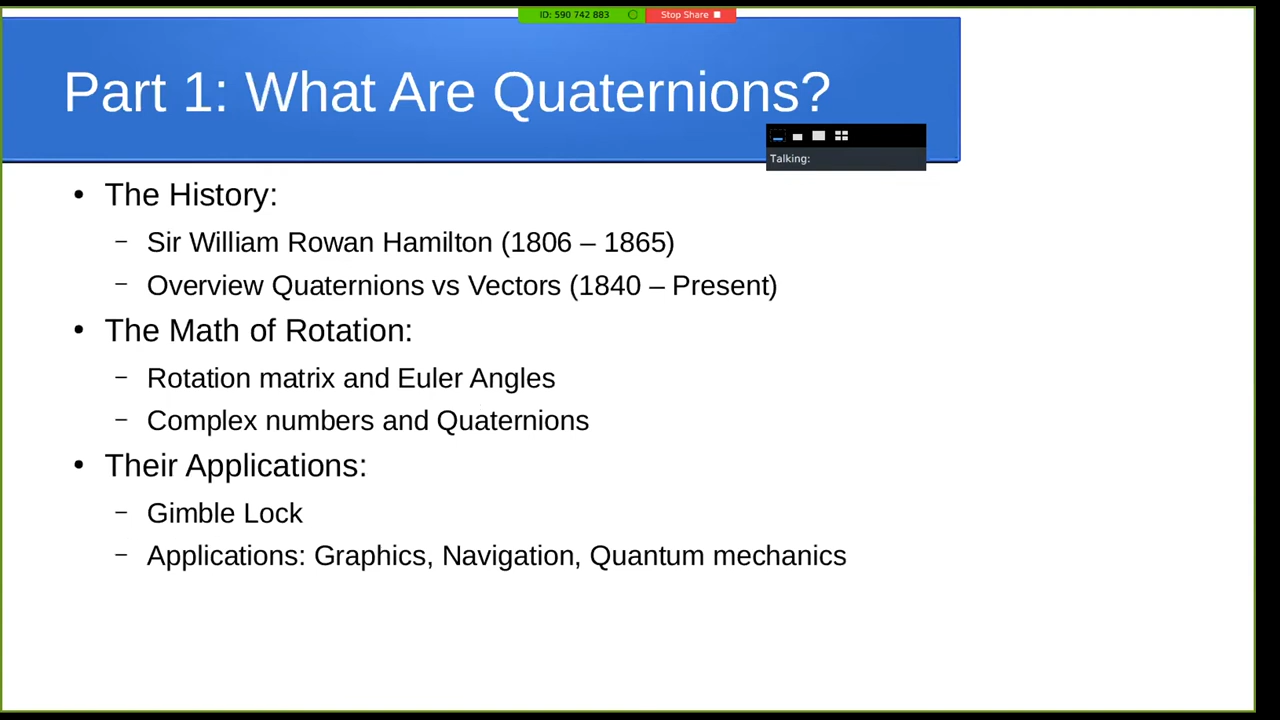 ID: 590 742 883
Stop Share
Part 1: What Are Quaternions?
Talking:
• The History:
– Sir William Rowan Hamilton (1806 – 1865)
– Overview Quaternions vs Vectors (1840 – Present)
• The Math of Rotation:
– Rotation matrix and Euler Angles
– Complex numbers and Quaternions
• Their Applications:
– Gimble Lock
– Applications: Graphics, Navigation, Quantum mechanics